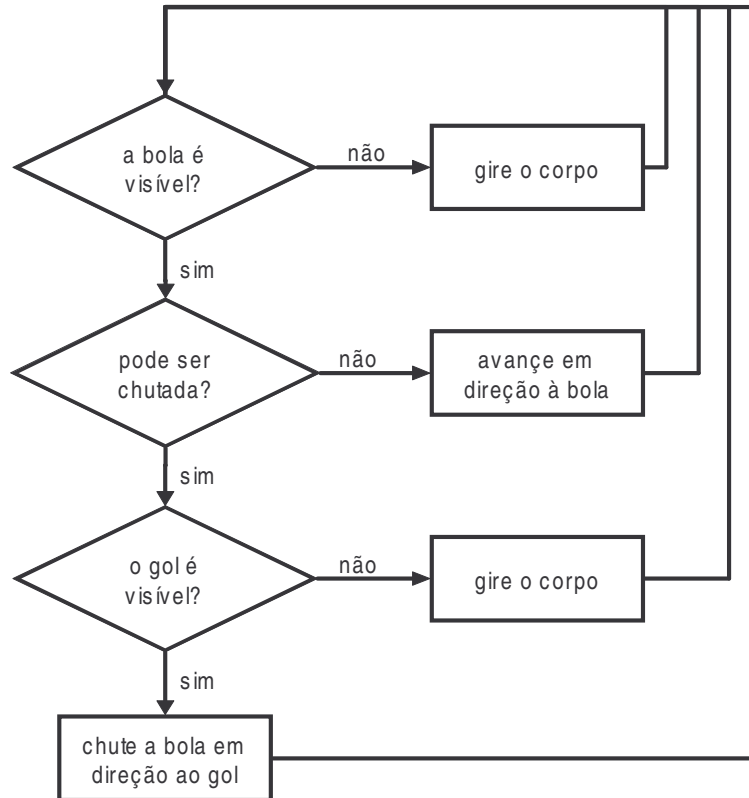 a bola é
visível?
não
gire o corpo
sim
pode ser
chutada?
não
avançe em
direção à bola
sim
o gol é
visível?
não
gire o corpo
sim
chute a bola em
direção ao gol